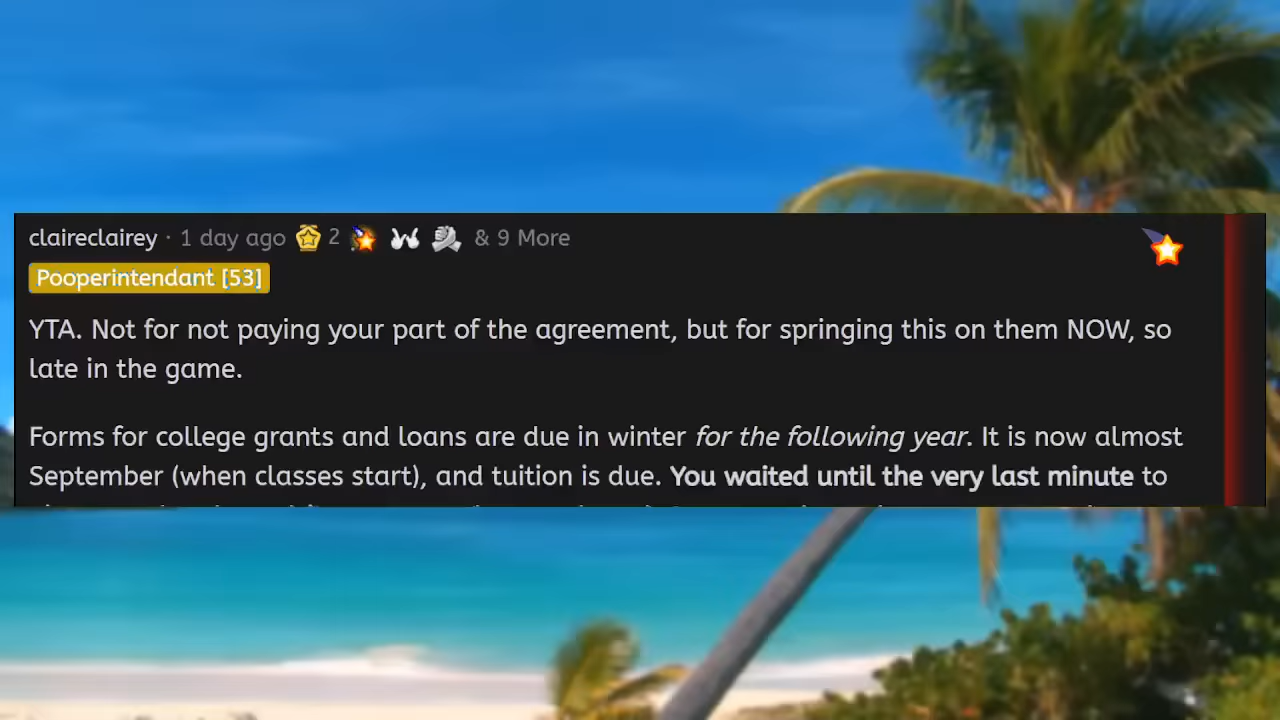 claireclairey · 1 day ago 2 & 9 More
Pooperintendant [53]
YTA. Not for not paying your part of the agreement, but for springing this on them NOW, so
late in the game.
Forms for college grants and loans are due in winter for the following year. It is now almost
September (when classes start), and tuition is due. You waited until the very last minute to